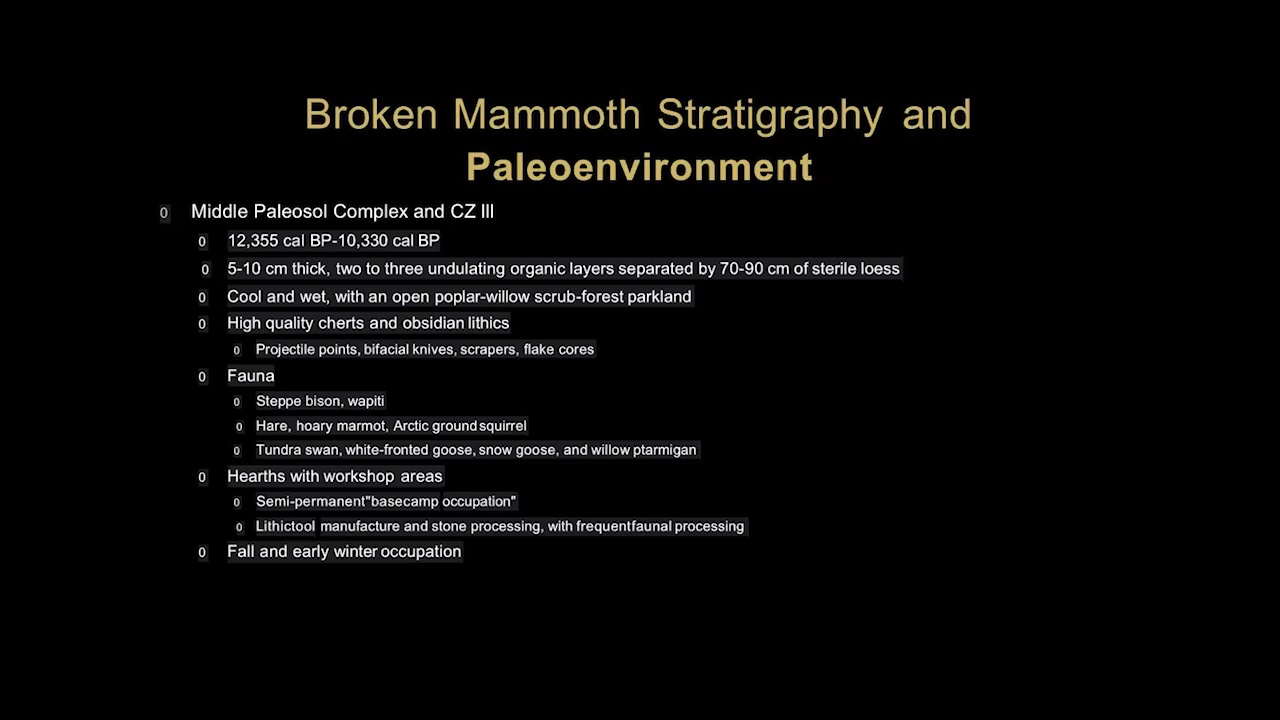 Broken Mammoth Stratigraphy and
Paleoenvironment
0 Middle Paleosol Complex and CZ III
0 12,355 cal BP-10,330 cal BP
0 5-10 cm thick, two to three undulating organic layers separated by 70-90 cm of sterile loess
0 Cool and wet, with an open poplar-willow scrub-forest parkland
0 High quality cherts and obsidian lithics
0 Projectile points, bifacial knives, scrapers, flake cores
0 Fauna
0 Steppe bison, wapiti
0 Hare, hoary marmot, Arctic ground squirrel
0 Tundra swan, white-fronted goose, snow goose, and willow ptarmigan
0 Hearths with workshop areas
0 Semi-permanent"basecamp occupation"
0 Lithictool manufacture and stone processing, with frequentfaunal processing
0 Fall and early winter occupation